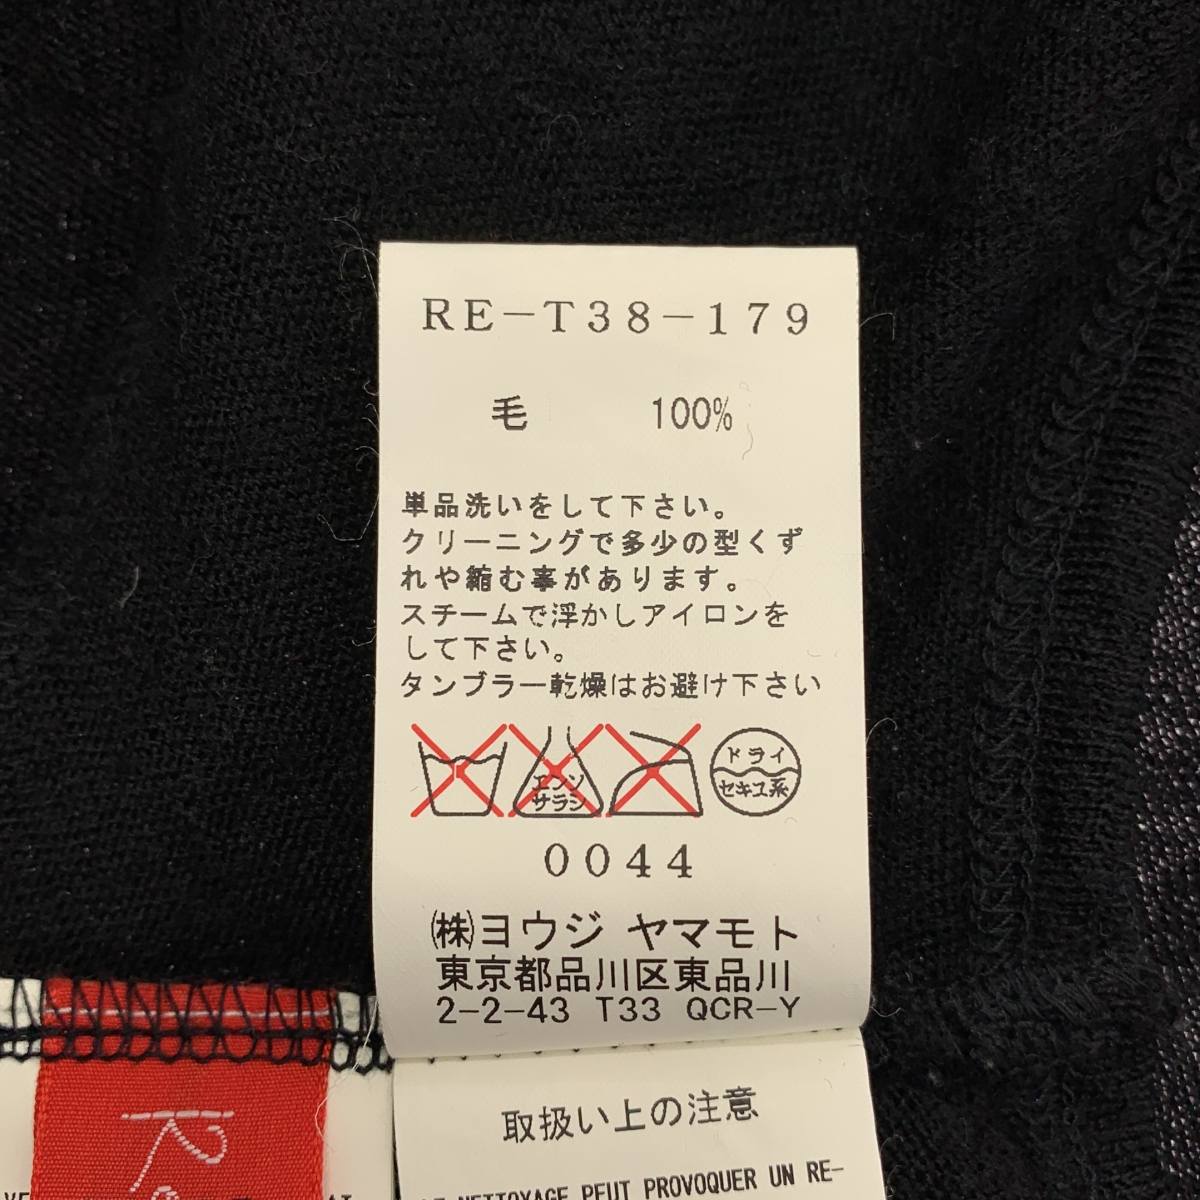 RE-T38-179
毛 100%
単品洗いをして下さい。
クリーニングで多少の型くず
れや縮む事があります。
スチームで浮かしアイロンを
して下さい。
タンブラー乾燥はお避け下さい
エンソ
サラシ
ドライ
セキユ系
0044
㈱ヨウジ ヤマモト
東京都品川区東品川
2-2-43 T33 QCR-Y
取扱い上の注意
NETTOYAGE PEUT PROVOQUER UN RE-